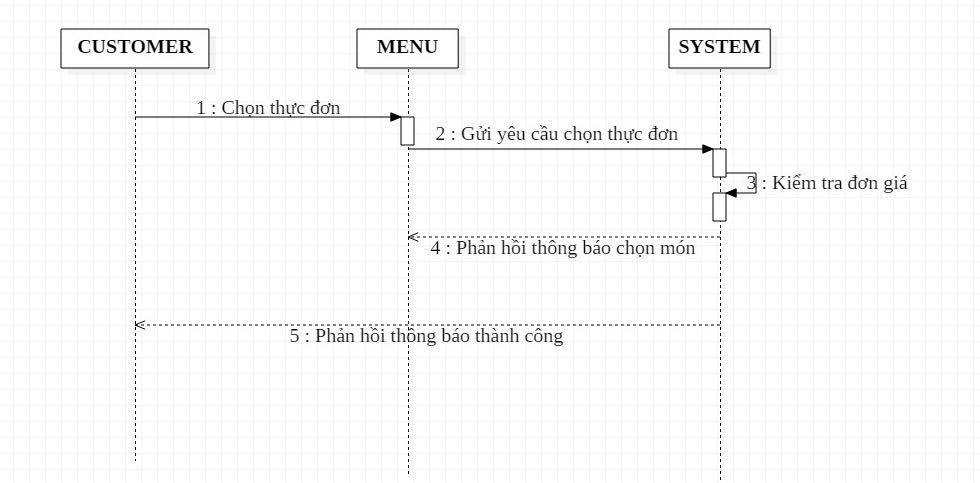 CUSTOMER
MENU
SYSTEM
1 : Chọn thực đơn
2 : Gửi yêu cầu chọn thực đơn
3 : Kiểm tra đơn giá
4 : Phản hồi thông báo chọn món
5 : Phản hồi thông báo thành công